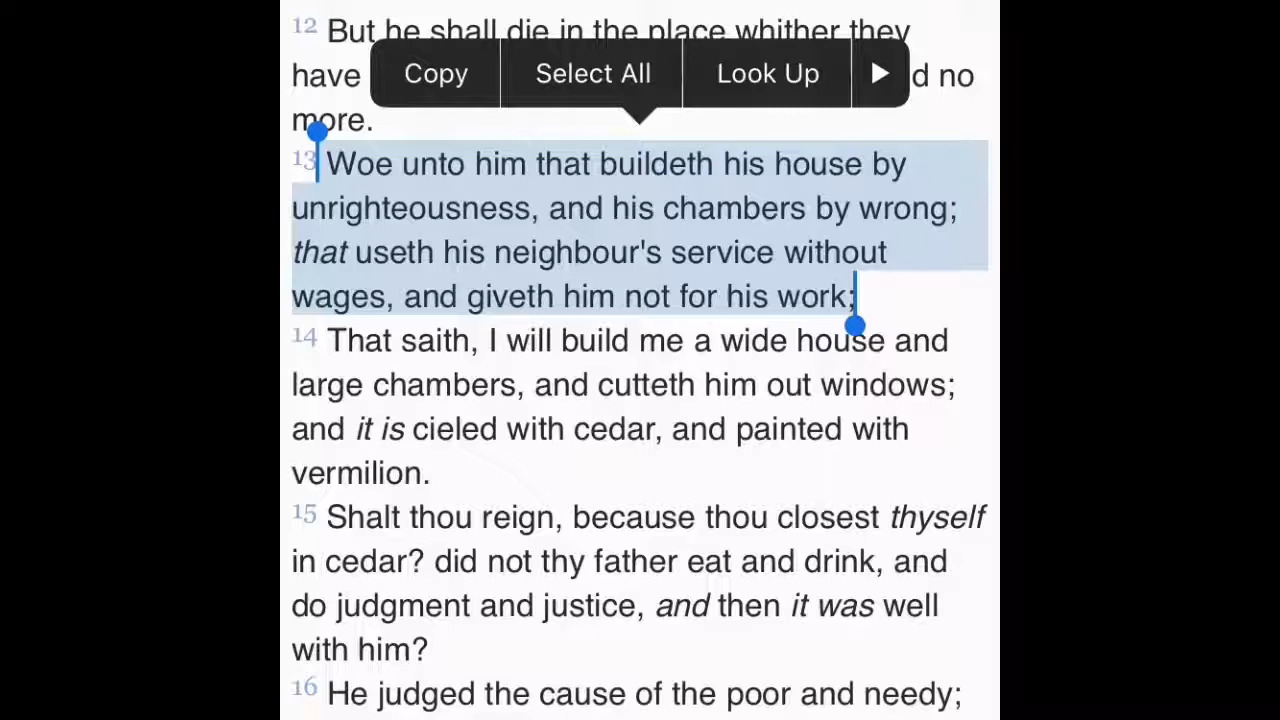 12 But he shall die in the place whither they
have d no
Copy Select All Look Up
more.
13 Woe unto him that buildeth his house by
unrighteousness, and his chambers by wrong;
that useth his neighbour's service without
wages, and giveth him not for his work;
14 That saith, I will build me a wide house and
large chambers, and cutteth him out windows;
and it is cieled with cedar, and painted with
vermilion.
15 Shalt thou reign, because thou closest thyself
in cedar? did not thy father eat and drink, and
do judgment and justice, and then it was well
with him?
16 He judged the cause of the poor and needy;